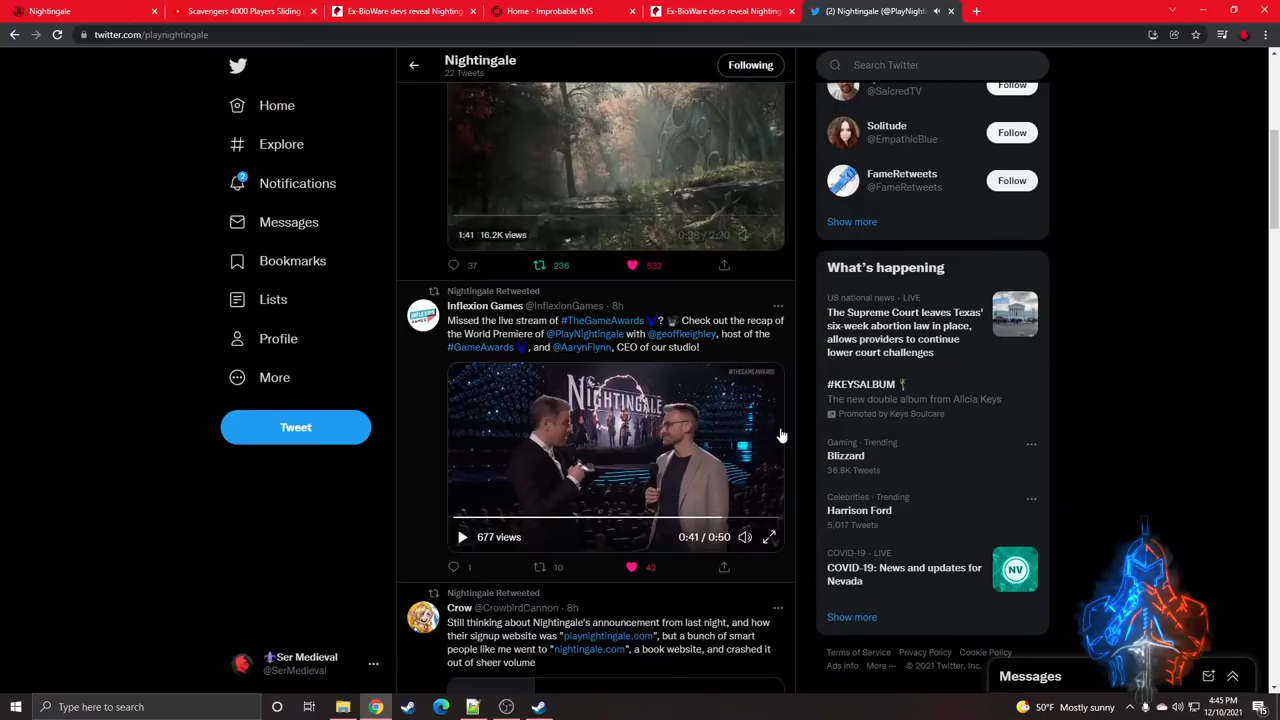 Nightingale
Scavengers 4000 Players Sliding
Ex-BioWare devs reveal Nighting
Home - Improbable IMS
Ex-BioWare devs reveal Nighting
(2) Nightingale (@PlayNighti
twitter.com/playnightingale
Nightingale
22 Tweets
Following
Search Twitter
Home
Explore
2
Notifications
Messages
Bookmarks
Lists
Profile
More
Tweet
Ser Medieval
@SerMedieval
1:41 16.2K views
0:38 / 2:20
37
236
532
Nightingale Retweeted
Inflexion Games @InflexionGames · 8h
Missed the live stream of #TheGameAwards ? Check out the recap of
the World Premiere of @PlayNightingale with @geoffkeighley, host of the
#GameAwards , and @AarynFlynn, CEO of our studio!
#THEGAMEAWARDS
NIGHTINGALE
677 views
0:41 / 0:50
1
10
42
Nightingale Retweeted
Crow @CrowbirdCannon · 8h
Still thinking about Nightingale's announcement from last night, and how
their signup website was "playnightingale.com", but a bunch of smart
people like me went to "nightingale.com", a book website, and crashed it
out of sheer volume
@SaicredTV
Follow
Solitude
@EmpathicBlue
Follow
FameRetweets
@FameRetweets
Follow
Show more
What's happening
US national news · LIVE
The Supreme Court leaves Texas'
six-week abortion law in place,
allows providers to continue
lower court challenges
#KEYSALBUM
The new double album from Alicia Keys
Promoted by Keys Soulcare
Gaming · Trending
Blizzard
36.8K Tweets
Celebrities · Trending
Harrison Ford
5,017 Tweets
COVID-19 · LIVE
COVID-19: News and updates for
Nevada
NV
Show more
Terms of Service Privacy Policy Cookie Policy
Ads info More ··· © 2021 Twitter, Inc.
Messages
Type here to search
50°F Mostly sunny
4:45 PM
12/10/2021
15